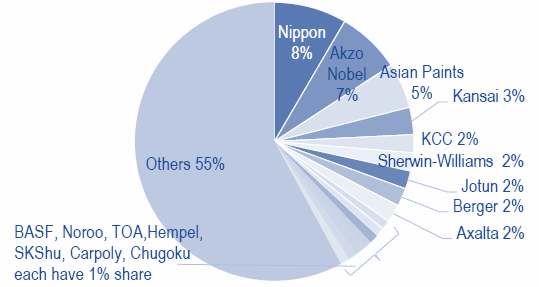 Nippon
8%
Akzo
Nobel
7%
Asian Paints
5%
Kansai 3%
KCC 2%
Sherwin-Williams 2%
Jotun 2%
Berger 2%
Axalta 2%
Others 55%
BASF, Noroo, TOA,Hempel,
SKShu, Carpoly, Chugoku
each have 1% share